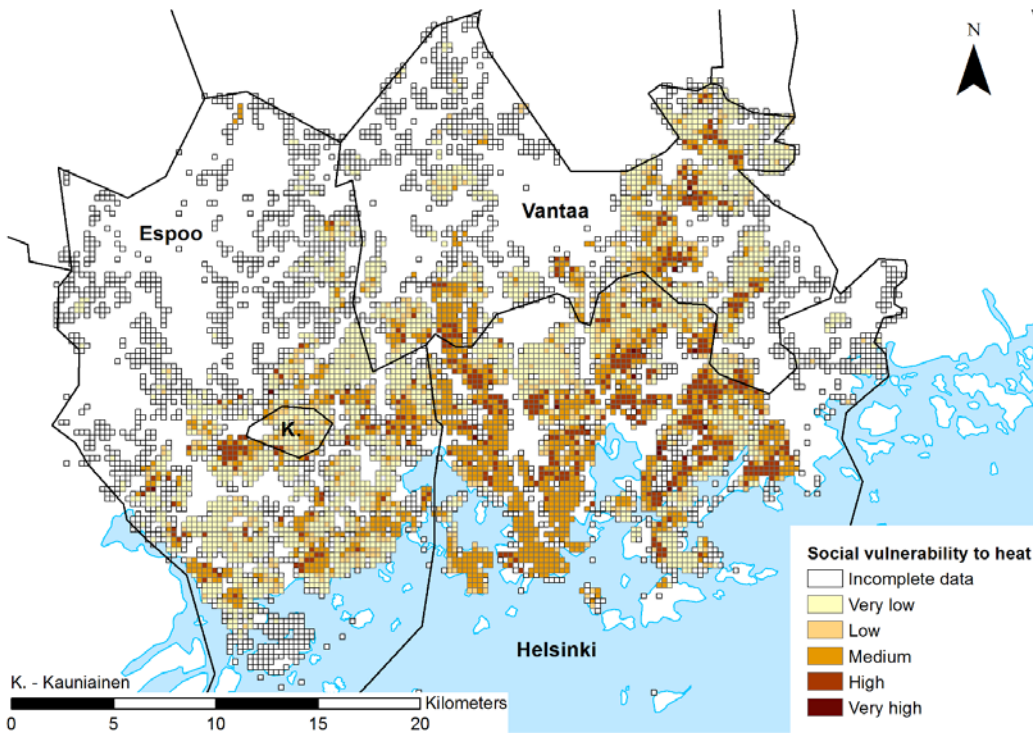 N
Vantaa
Espoo
K.
Social vulnerability to heat
Incomplete data
Very low
Low
Medium
High
Very high
Helsinki
K. - Kauniainen
Kilometers
0 5 10 15 20